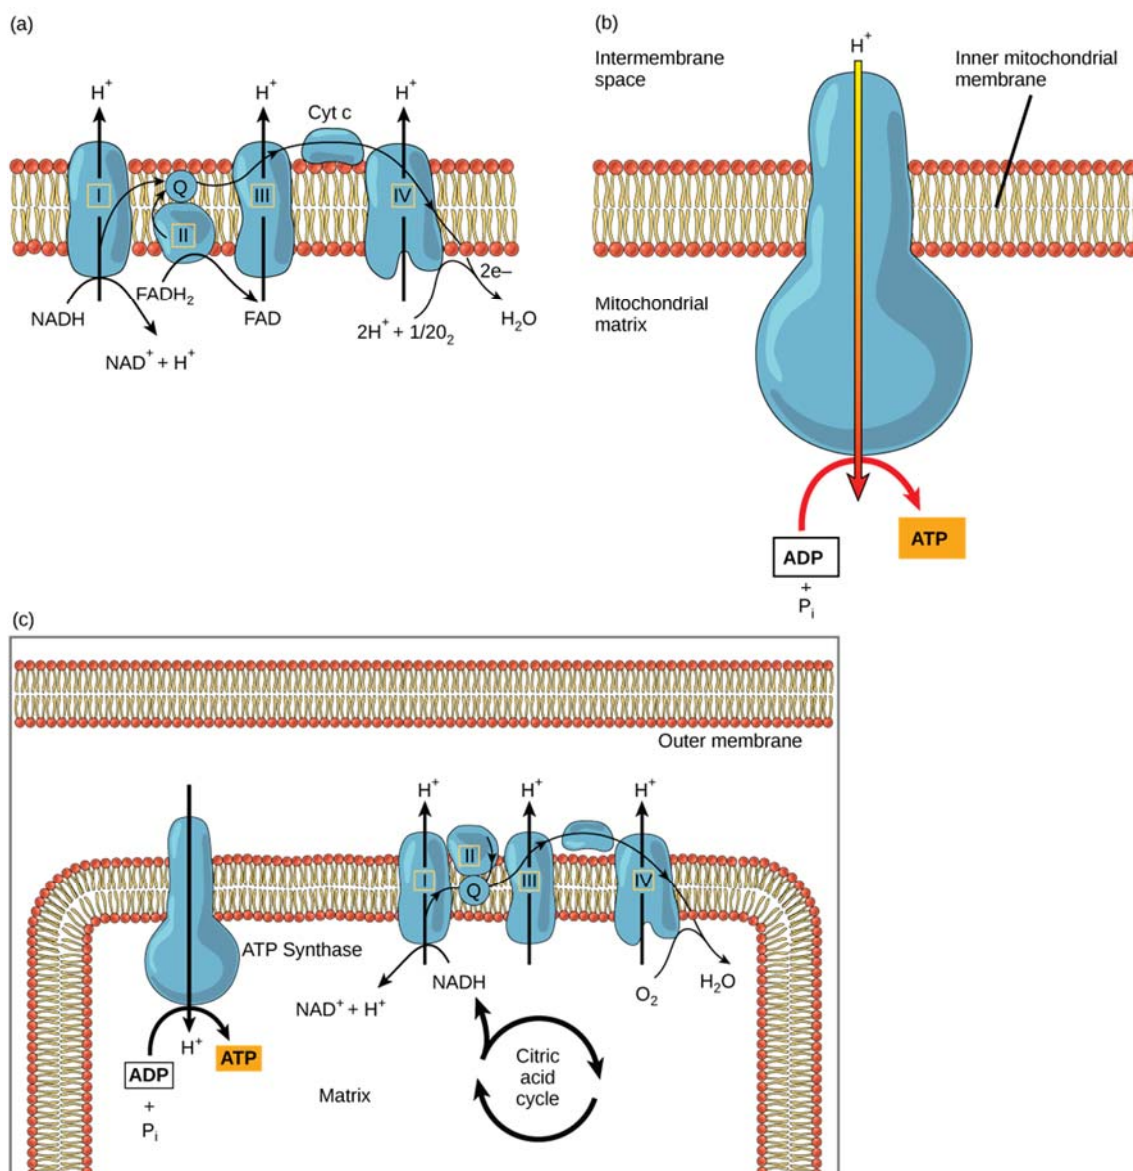 (a)
H⁺
H⁺
Cyt c
H⁺
I
Q
II
III
IV
NADH
FADH₂
FAD
NAD⁺ + H⁺
2e–
2H⁺ + 1/20₂
H₂O
(b)
Intermembrane
space
H⁺
Inner mitochondrial
membrane
Mitochondrial
matrix
ADP
+
Pᵢ
ATP
(c)
Outer membrane
H⁺
H⁺
H⁺
I
II
Q
III
IV
ATP Synthase
NAD⁺ + H⁺
NADH
O₂
H₂O
H⁺
ADP
+
Pᵢ
ATP
Matrix
Citric
acid
cycle